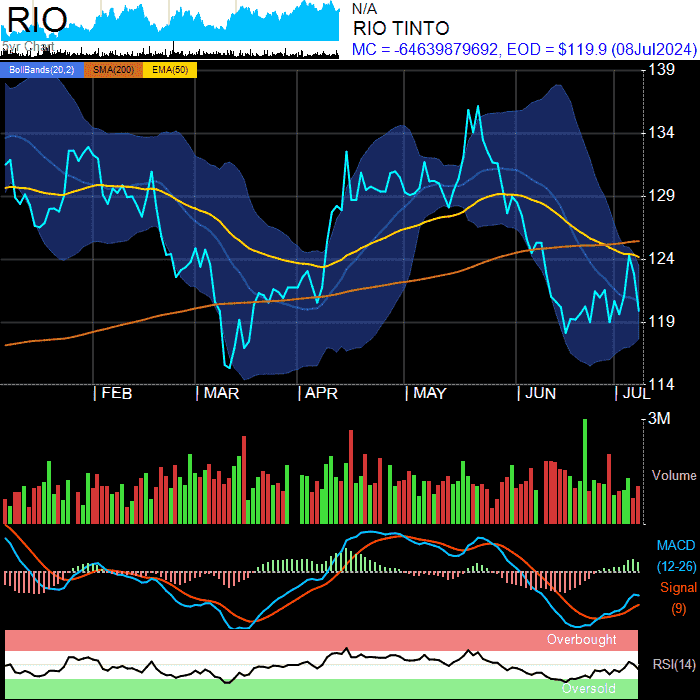 RIO
5yr Chart
N/A
RIO TINTO
MC = -64639879692, EOD = $119.9 (08Jul2024)
BollBands(20,2) SMA(200) EMA(50)
139
134
129
124
119
114
| FEB | MAR | APR | MAY | JUN | JUL
3M
Volume
MACD
(12-26)
Signal
(9)
Overbought
RSI(14)
Oversold